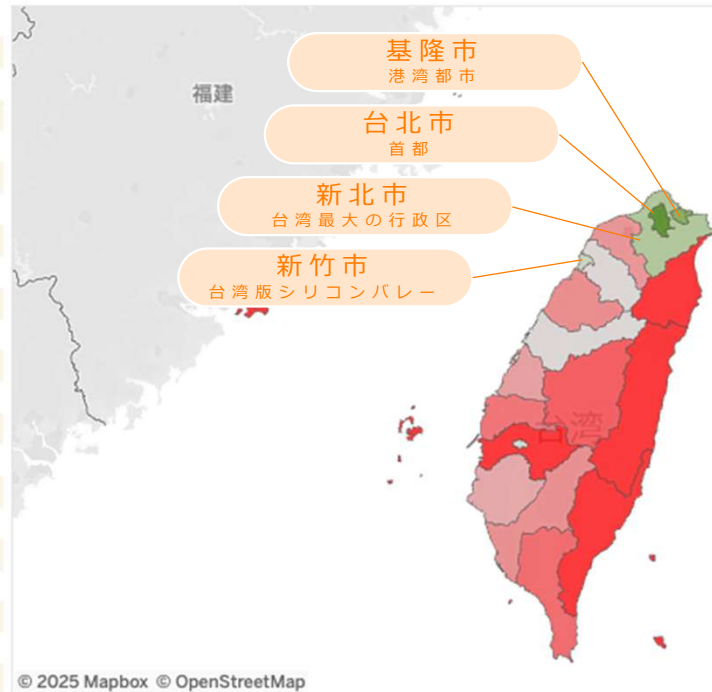 基隆市
港湾都市
福建
台北市
首都
新北市
台湾最大の行政区
新竹市
台湾版シリコンバレー
台湾
© 2025 Mapbox © OpenStreetMap